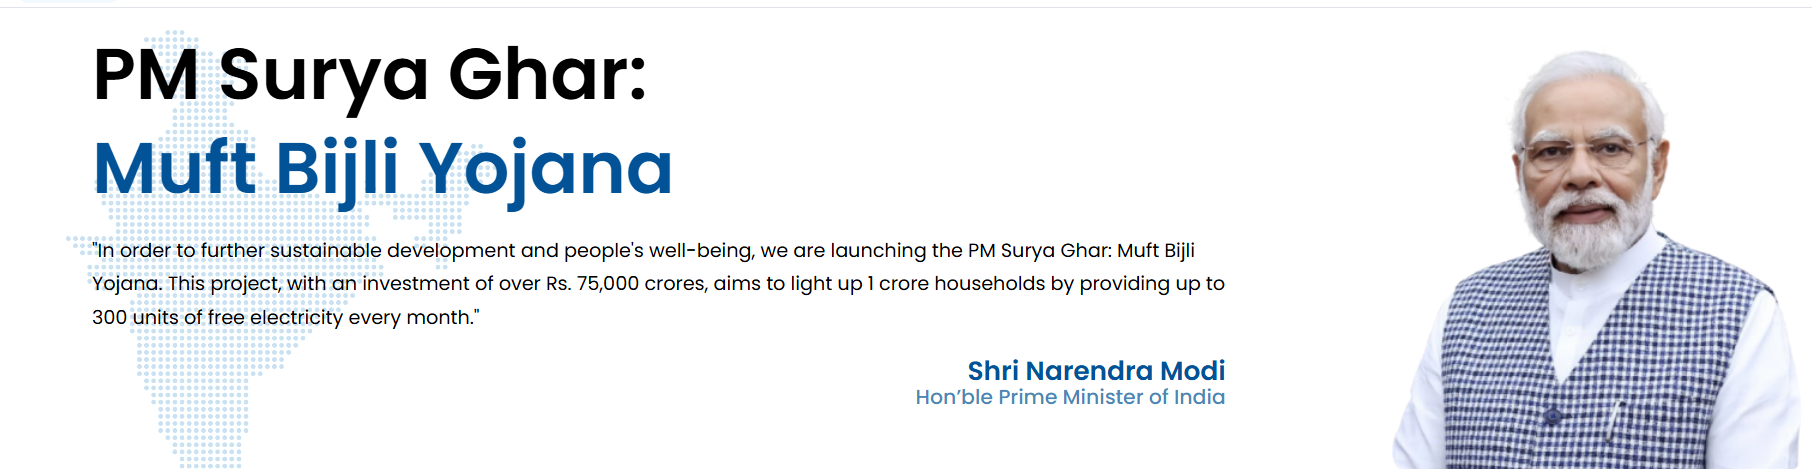 PM Surya Ghar:
Muft Bijli Yojana
"In order to further sustainable development and people's well-being, we are launching the PM Surya Ghar: Muft Bijli
Yojana. This project, with an investment of over Rs. 75,000 crores, aims to light up 1 crore households by providing up to
300 units of free electricity every month."
Shri Narendra Modi
Hon’ble Prime Minister of India